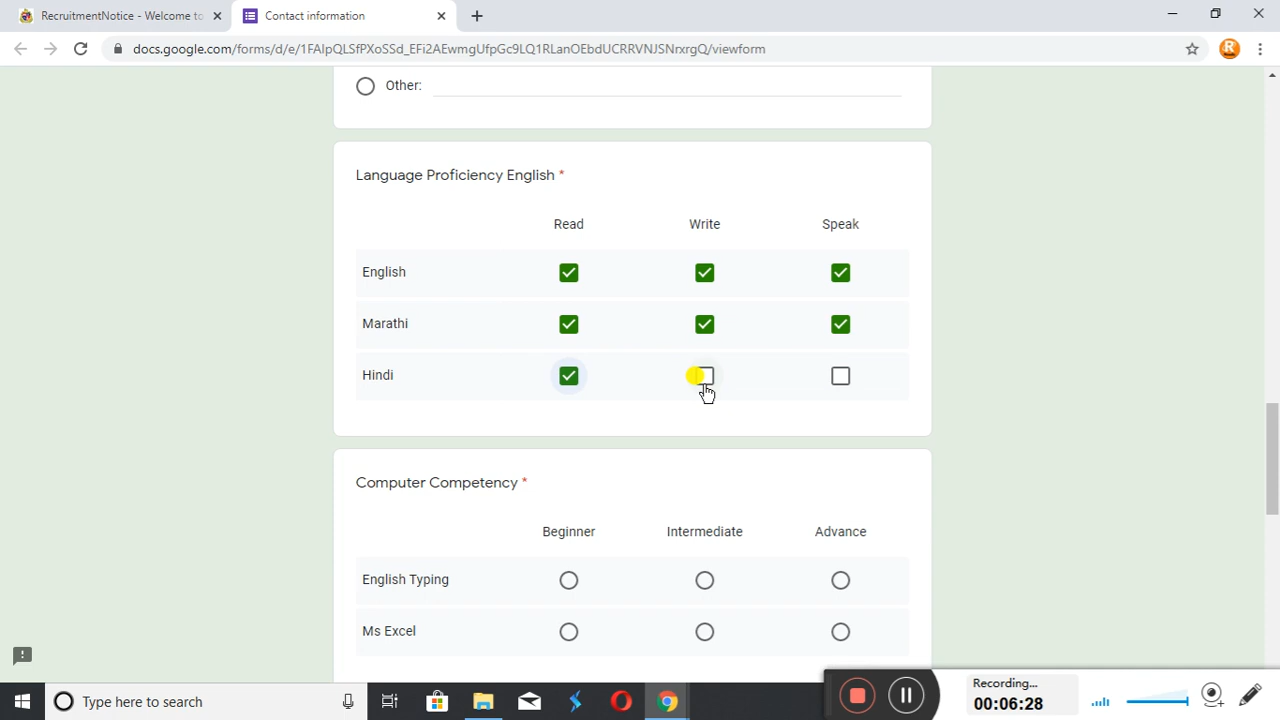 RecruitmentNotice - Welcome to
Contact information
docs.google.com/forms/d/e/1FAIpQLSfPXoSSd_EFi2AEwmgUfpGc9LQ1RLanOEbdUCRRVNJSNrxrgQ/viewform
R
Other:
Language Proficiency English *
Read Write Speak
English
Marathi
Hindi
Computer Competency *
Beginner Intermediate Advance
English Typing
Ms Excel
Type here to search
Recording...
00:06:28